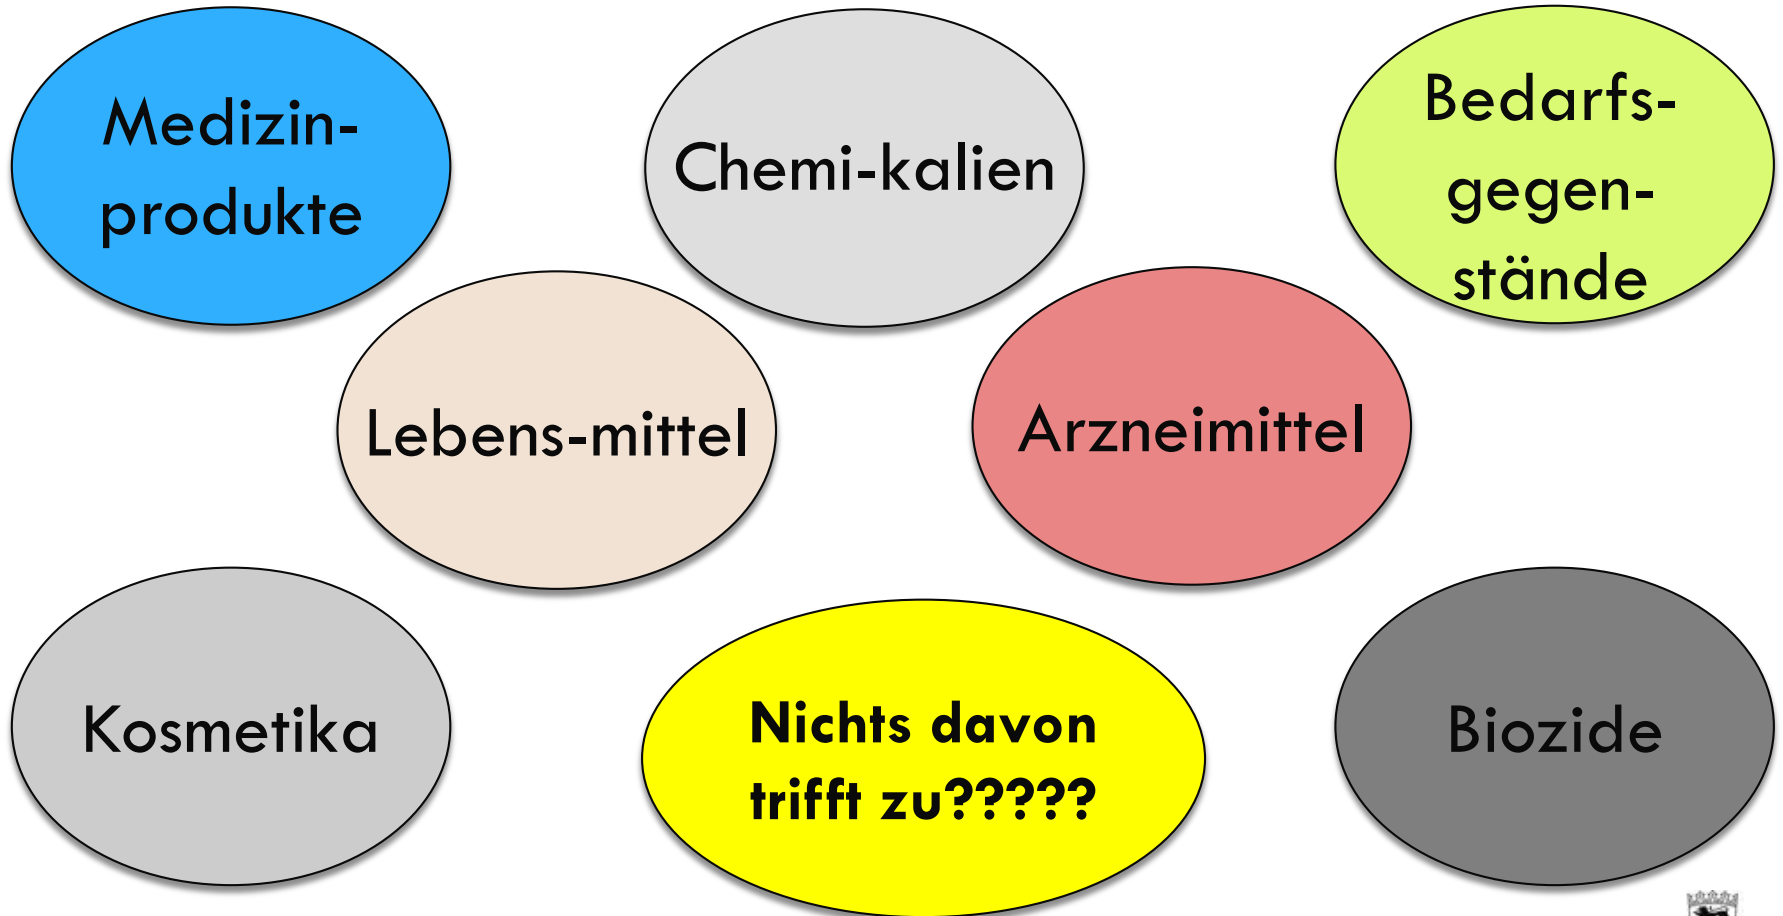 Medizin-
produkte
Chemi-kalien
Bedarfs-
gegen-
stände
Lebens-mittel
Arzneimittel
Kosmetika
Nichts davon
trifft zu?????
Biozide